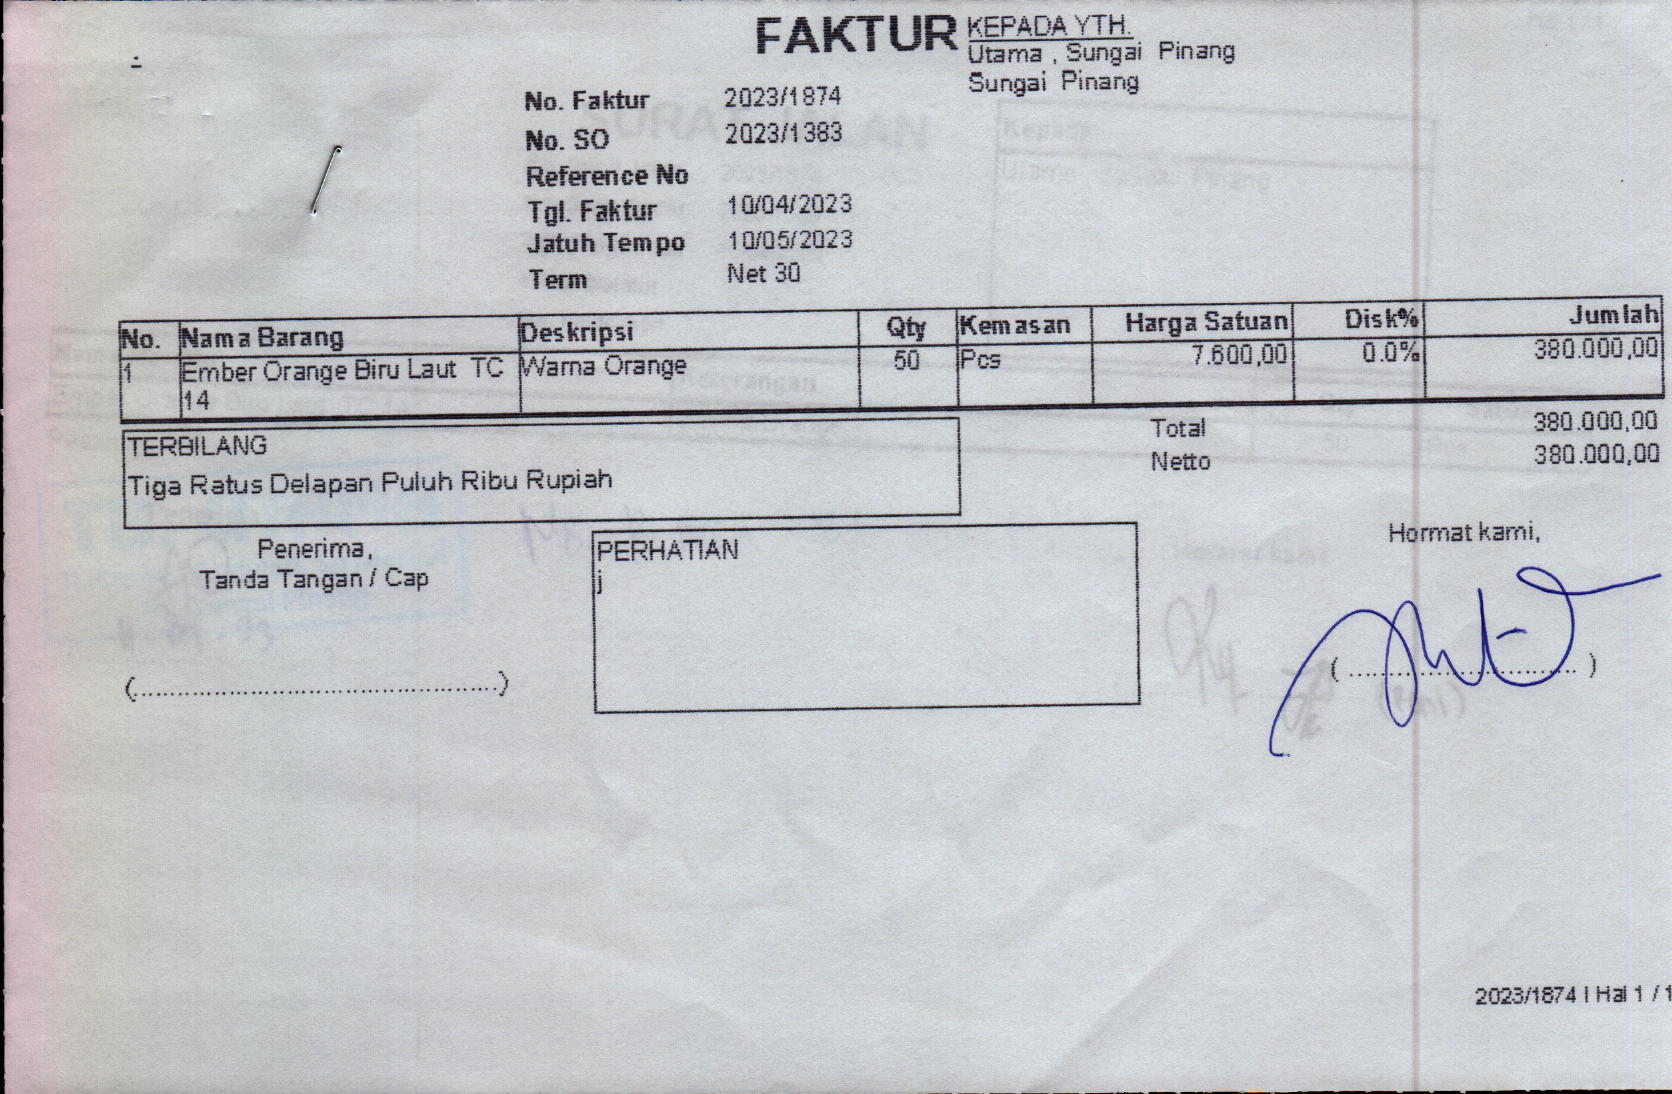 FAKTUR
KEPADA YTH.
Utama , Sungai Pinang
Sungai Pinang
No. Faktur 2023/1874
No. SO 2023/1383
Reference No
Tgl. Faktur 10/04/2023
Jatuh Tempo 10/05/2023
Term Net 30
No. Nama Barang Deskripsi Qty Kemasan Harga Satuan Disk% Jumlah
1 Ember Orange Biru Laut TC Warna Orange 50 Pcs 7.600,00 0.0% 380.000,00
14
Total 380.000,00
Netto 380.000,00
TERBILANG
Tiga Ratus Delapan Puluh Ribu Rupiah
Penerima,
Tanda Tangan / Cap
(................................................)
PERHATIAN
j
Hormat kami,
( .............................. )
2023/1874 | Hal 1 / 1